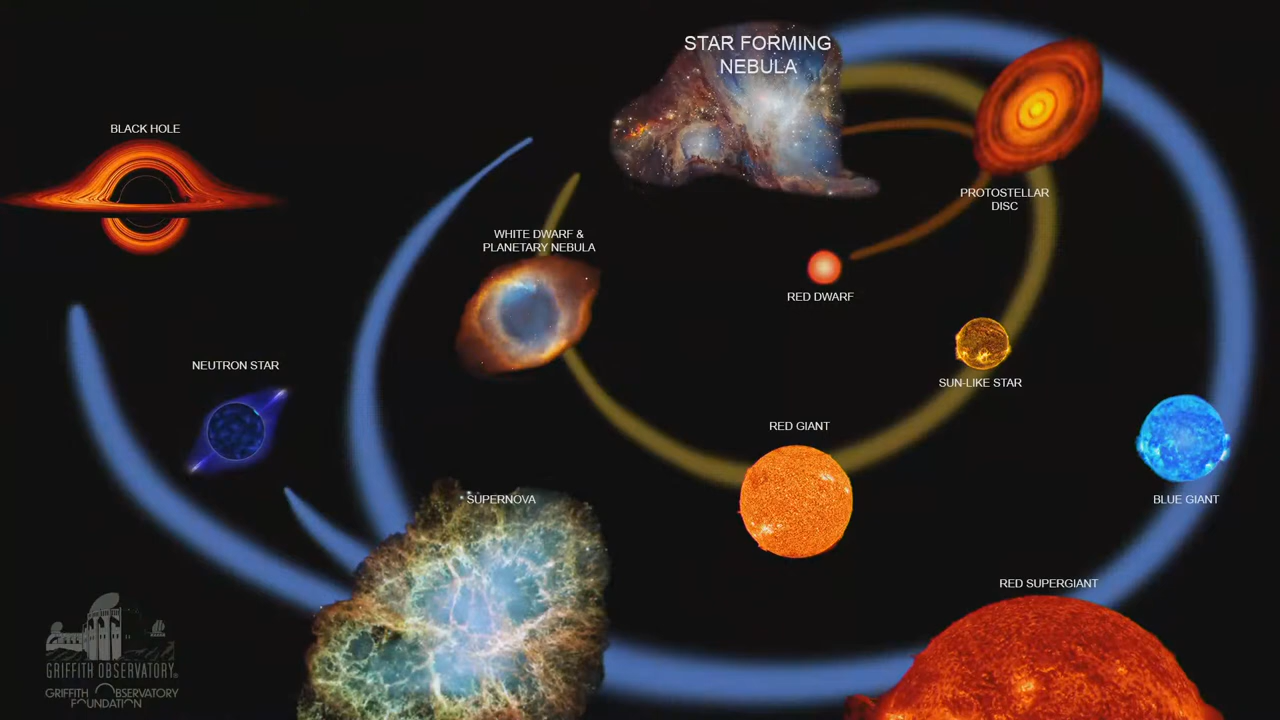 STAR FORMING
NEBULA
BLACK HOLE
PROTOSTELLAR
DISC
WHITE DWARF &
PLANETARY NEBULA
RED DWARF
NEUTRON STAR
SUN-LIKE STAR
RED GIANT
SUPERNOVA
BLUE GIANT
RED SUPERGIANT
GRIFFITH OBSERVATORY
GRIFFITH OBSERVATORY
FOUNDATION